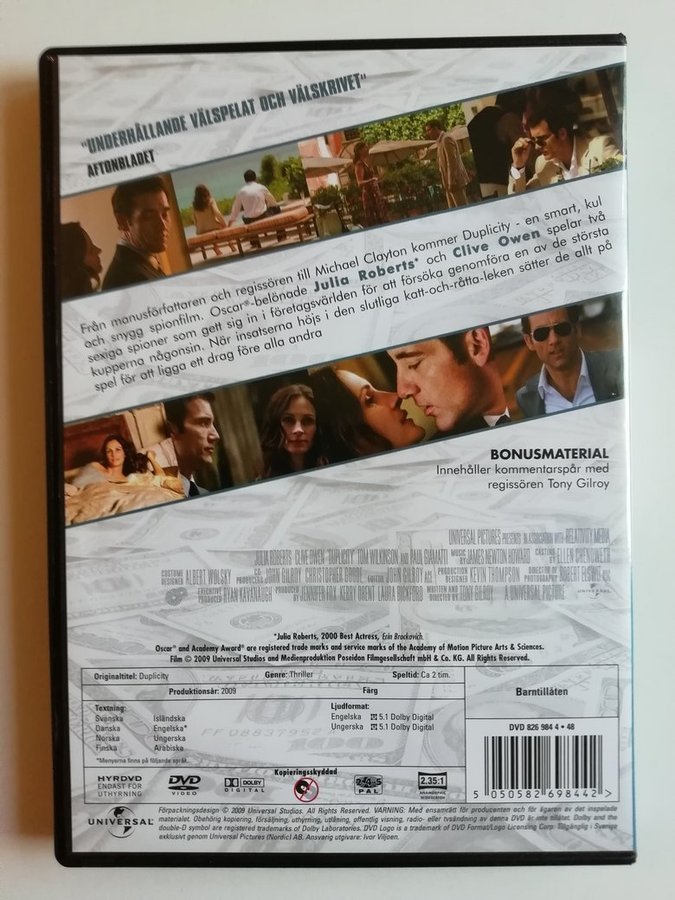 "UNDERHÅLLANDE VÄLSPELAT OCH VÄLSKRIVET"
AFTONBLADET
Från manusförfattaren och regissören till Michael Clayton kommer Duplicity - en smart, kul
och snygg spionfilm. Oscar®-belönade Julia Roberts* och Clive Owen spelar två
sexiga spioner som gett sig in i företagsvärlden för att försöka genomföra en av de största
kupperna någonsin. När insatserna höjs i den slutliga katt-och-råtta-leken sätter de allt på
spel för att ligga ett drag före alla andra
BONUSMATERIAL
Innehåller kommentarspår med
regissören Tony Gilroy
UNIVERSAL PICTURES PRESENTS IN ASSOCIATION WITH RELATIVITY MEDIA
JULIA ROBERTS CLIVE OWEN "DUPLICITY" TOM WILKINSON AND PAUL GIAMATTI MUSIC BY JAMES NEWTON HOWARD CASTING BY ELLEN CHENOWETH
COSTUME DESIGNER ALBERT WOLSKY CO PRODUCERS JOHN GILROY CHRISTOPHER GOODE EDITOR JOHN GILROY ACE PRODUCTION DESIGNER KEVIN THOMPSON DIRECTOR OF PHOTOGRAPHY ROBERT ELSWIT
EXECUTIVE PRODUCER RYAN KAVANAUGH PRODUCED BY JENNIFER FOX KERRY ORENT LAURA BICKFORD WRITTEN AND DIRECTED BY TONY GILROY A UNIVERSAL PICTURE
*Julia Roberts, 2000 Best Actress, Erin Brockovich.
Oscar® and Academy Award® are registered trade marks and service marks of the Academy of Motion Picture Arts & Sciences.
Film © 2009 Universal Studios and Medienproduktion Poseidon Filmgesellschaft mbH & Co. KG. All Rights Reserved.
Originaltitel: Duplicity Genre: Thriller Speltid: Ca 2 tim.
Produktionsår: 2009 Färg
Barntillåten
Textning:
Svenska Isländska
Danska Engelska*
Norska Ungerska
Finska Arabiska
*Menyerna finns på följande språk.
Ljudformat:
Engelska 5.1 Dolby Digital
Ungerska 5.1 Dolby Digital
DVD 826 984 4 - 48
5 050582 698442 >
HYRDVD
ENDAST FÖR
UTHYRNING
DVD
VIDEO
DOLBY
DIGITAL
Kopieringsskyddad
2-4-5
PAL
2.35:1
UNIVERSAL
Förpackningsdesign © 2009 Universal Studios. All Rights Reserved. VARNING: Med ensamrätt för producenten och för ägaren av det inspelade
materialet. Obehörig kopiering, försäljning, uthyrning, utlåning, offentlig visning, radio- eller tvsändning av denna DVD är inte tillåtet. Dolby and the
double-D symbol are registered trademarks of Dolby Laboratories. DVD Logo is a trademark of DVD Format/Logo Licensing Corp. Tillgänglig i Sverige
exklusivt genom Universal Pictures (Nordic) AB. Ansvarig utgivare: Ivor Viljoen.